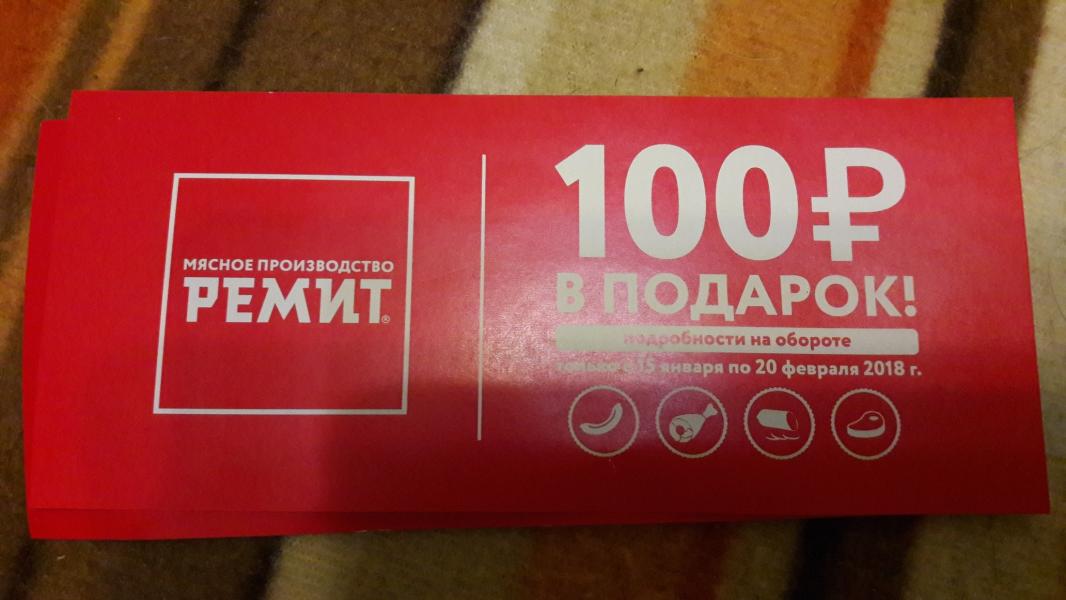 МЯСНОЕ ПРОИЗВОДСТВО
РЕМИТ®
100₽
В ПОДАРОК!
подробности на обороте
только с 15 января по 20 февраля 2018 г.